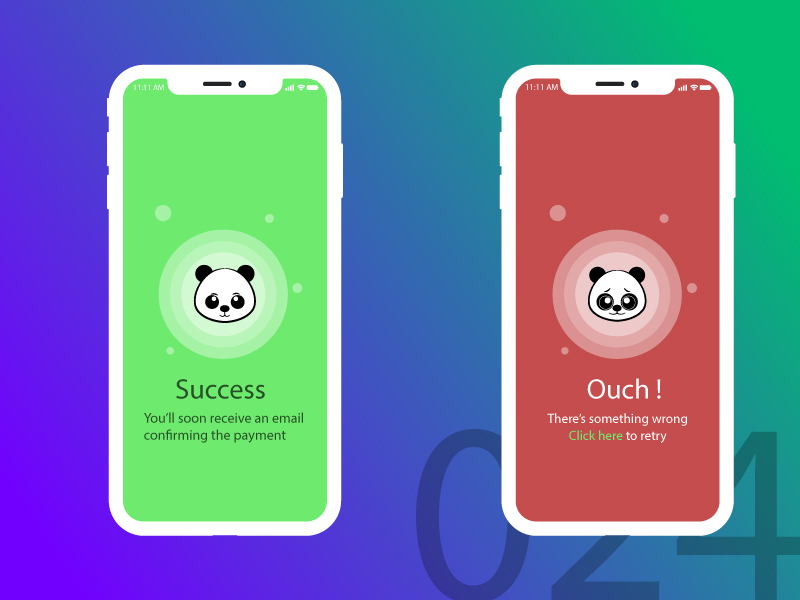 11:11 AM
Success
You'll soon receive an email
confirming the payment
11:11 AM
Ouch !
There's something wrong
Click here to retry
024